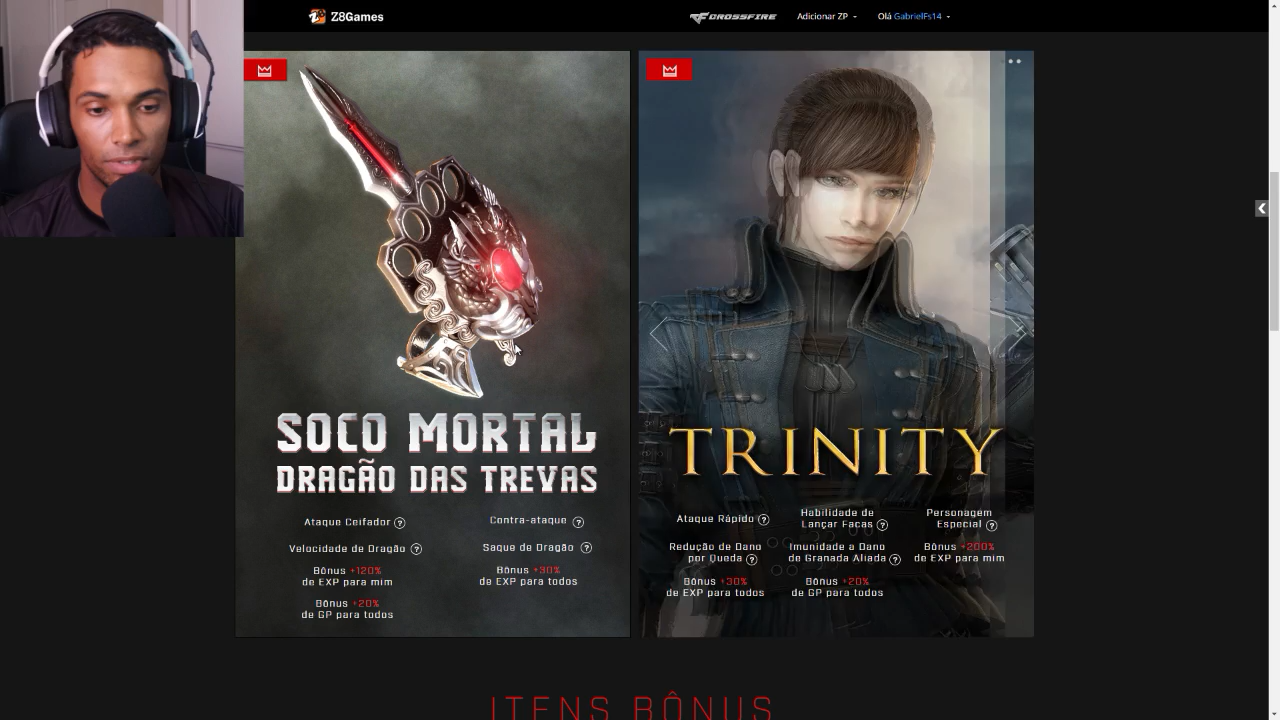 Z8Games
CROSSFIRE
Adicionar ZP
Olá GabrielFs14
SOCO MORTAL
DRAGÃO DAS TREVAS
Ataque Ceifador ?
Contra-ataque ?
Velocidade de Dragão ?
Saque de Dragão ?
Bônus +120%
de EXP para mim
Bônus +30%
de EXP para todos
Bônus +20%
de GP para todos
TRINITY
Ataque Rápido ?
Habilidade de
Lançar Facas ?
Personagem
Especial ?
Redução de Dano
por Queda ?
Imunidade a Dano
de Granada Aliada ?
Bônus +200%
de EXP para mim
Bônus +30%
de EXP para todos
Bônus +20%
de GP para todos
ITENS BÔNUS